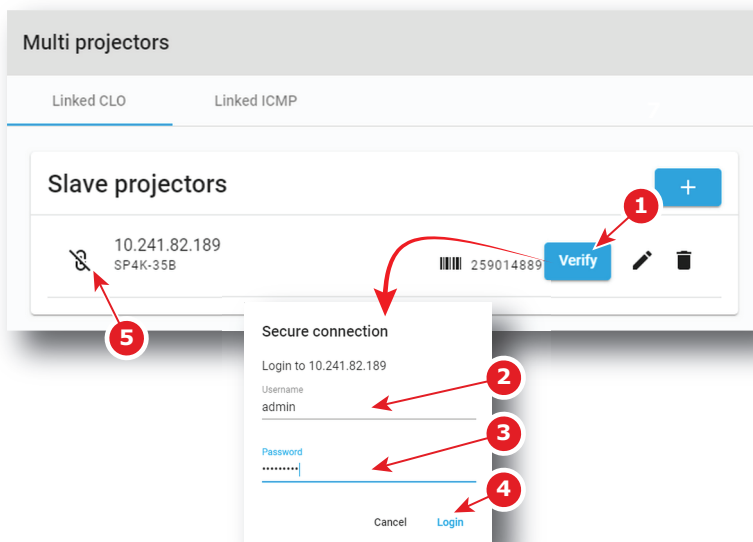 Multi projectors
Linked CLO Linked ICMP
Slave projectors +
1
10.241.82.189
SP4K-35B
259014889 Verify
5
Secure connection
Login to 10.241.82.189
2
Username
admin
3
Password
•••••••••
4
Cancel Login